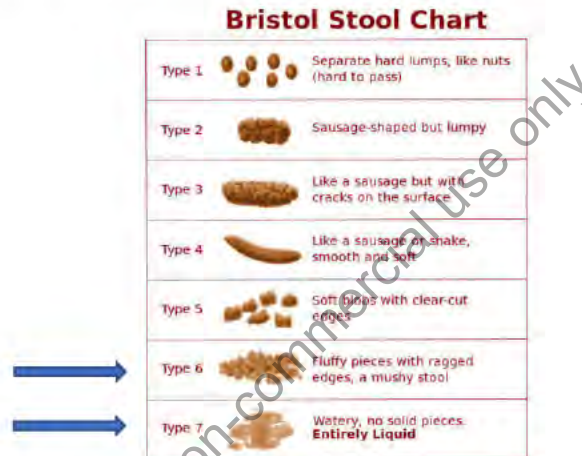 Bristol Stool Chart
Type 1
Separate hard lumps, like nuts
(hard to pass)
Type 2
Sausage-shaped but lumpy
Type 3
Like a sausage but with
cracks on the surface
Type 4
Like a sausage or snake,
smooth and soft
Type 5
Soft blobs with clear-cut
edges
Type 6
Fluffy pieces with ragged
edges, a mushy stool
Type 7
Watery, no solid pieces.
Entirely Liquid
on-commercial use only